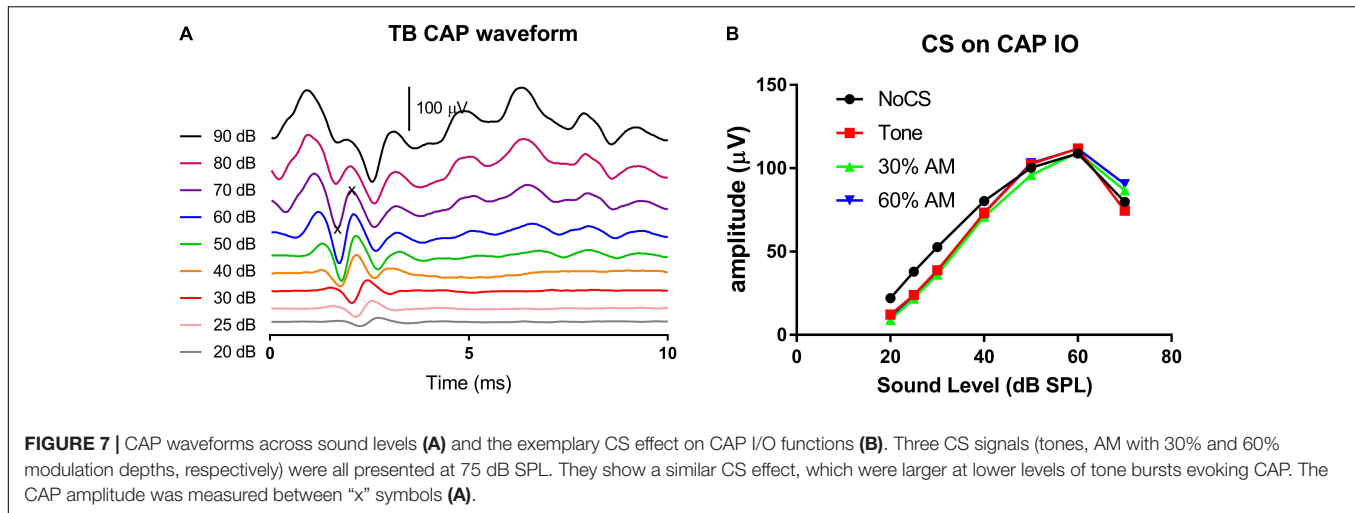 A
TB CAP waveform
100 μV
90 dB
80 dB
70 dB
60 dB
50 dB
40 dB
30 dB
25 dB
20 dB
x
x
0
5
10
Time (ms)
B
CS on CAP IO
150
100
50
0
amplitude (μV)
NoCS
Tone
30% AM
60% AM
0
20
40
60
80
Sound Level (dB SPL)
FIGURE 7 | CAP waveforms across sound levels (A) and the exemplary CS effect on CAP I/O functions (B). Three CS signals (tones, AM with 30% and 60%
modulation depths, respectively) were all presented at 75 dB SPL. They show a similar CS effect, which were larger at lower levels of tone bursts evoking CAP. The
CAP amplitude was measured between “x” symbols (A).